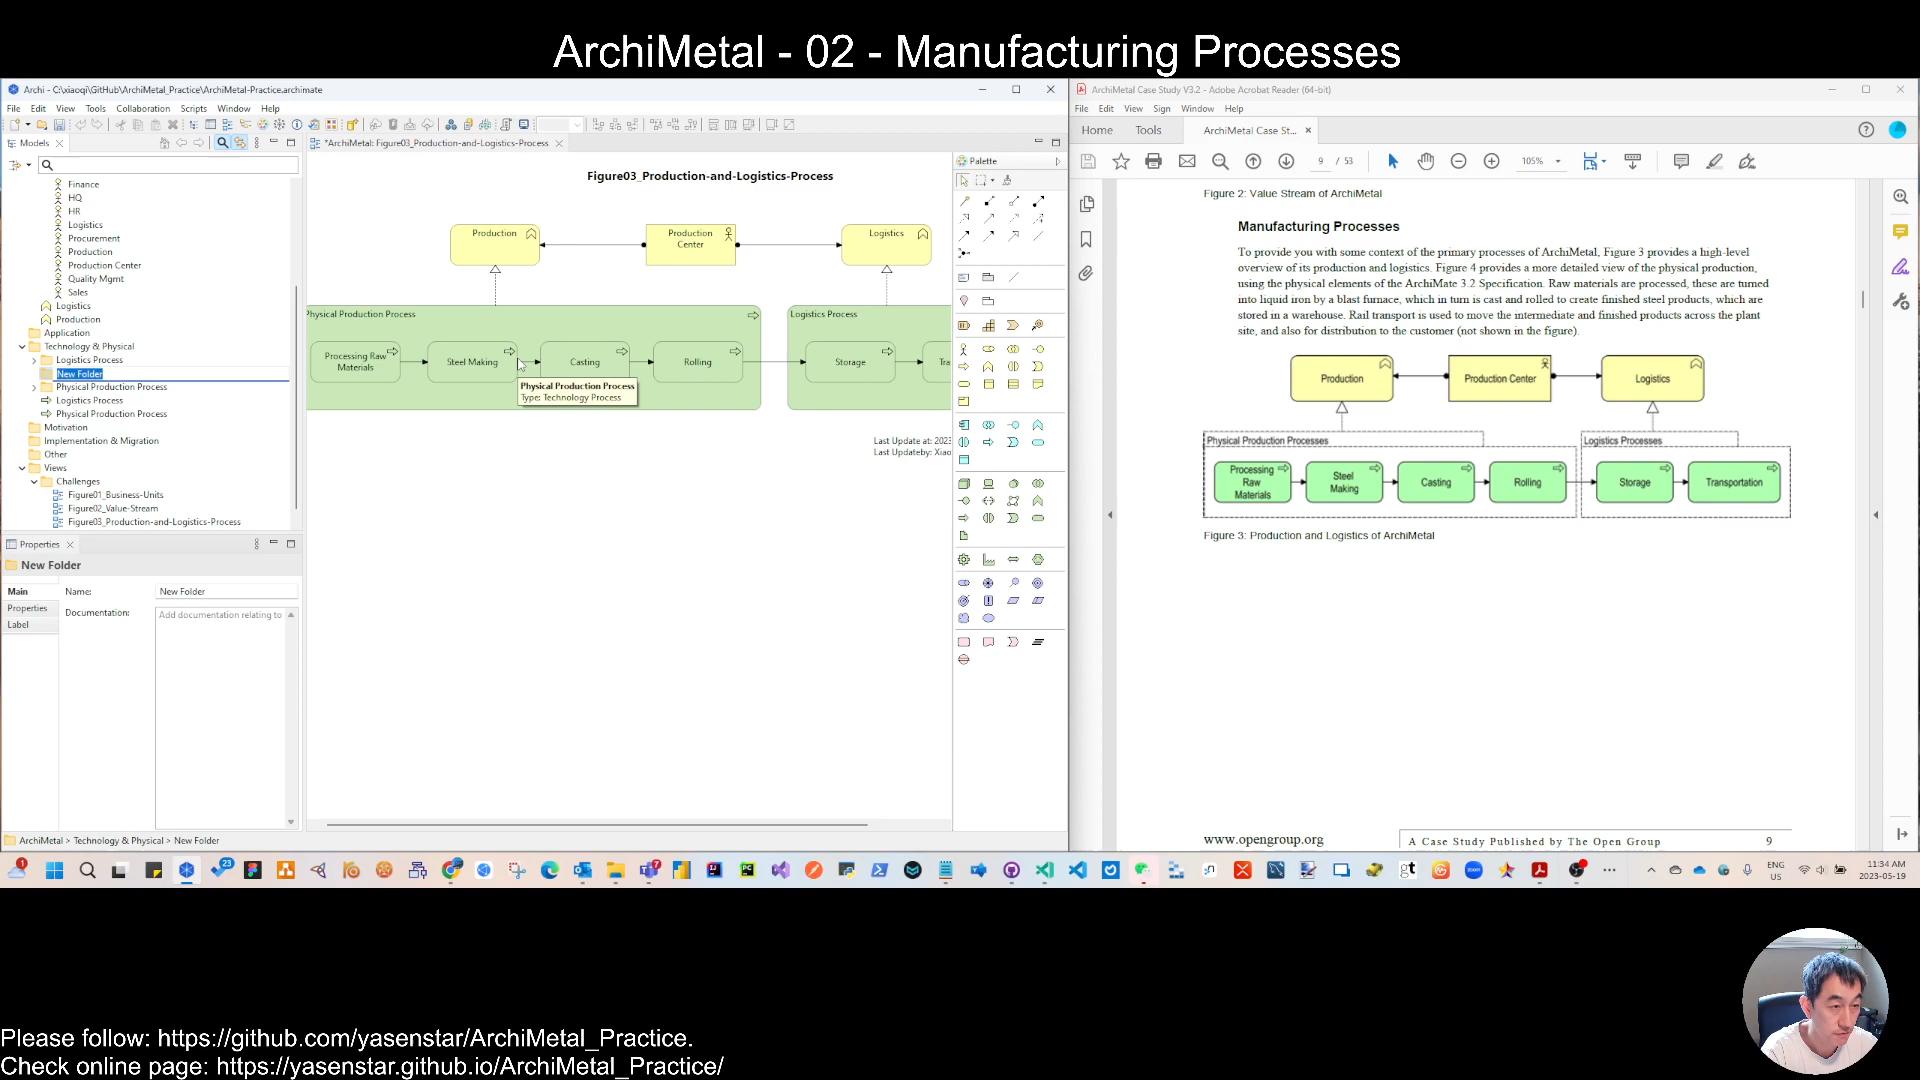 ArchiMetal - 02 - Manufacturing Processes
Archi - C:\xiaoqi\GitHub\ArchiMetal_Practice\ArchiMetal-Practice.archimate
File Edit View Tools Collaboration Scripts Window Help
Models
Finance
HQ
HR
Logistics
Procurement
Production
Production Center
Quality Mgmt
Sales
Logistics
Production
Application
Technology & Physical
Logistics Process
New Folder
Physical Production Process
Logistics Process
Physical Production Process
Motivation
Implementation & Migration
Other
Views
Challenges
Figure01_Business-Units
Figure02_Value-Stream
Figure03_Production-and-Logistics-Process
Properties
New Folder
Main
Properties
Label
Name:
New Folder
Documentation:
Add documentation relating to
ArchiMetal > Technology & Physical > New Folder
*ArchiMetal: Figure03_Production-and-Logistics-Process
Figure03_Production-and-Logistics-Process
Production
Production
Center
Logistics
Physical Production Process
Processing Raw
Materials
Steel Making
Casting
Rolling
Logistics Process
Storage
Tra
Physical Production Process
Type: Technology Process
Last Update at: 2023
Last Updateby: Xiao
Palette
ArchiMetal Case Study V3.2 - Adobe Acrobat Reader (64-bit)
File Edit View Sign Window Help
Home Tools ArchiMetal Case St...
9 / 53
105%
Figure 2: Value Stream of ArchiMetal
Manufacturing Processes
To provide you with some context of the primary processes of ArchiMetal, Figure 3 provides a high-level
overview of its production and logistics. Figure 4 provides a more detailed view of the physical production,
using the physical elements of the ArchiMate 3.2 Specification. Raw materials are processed, these are turned
into liquid iron by a blast furnace, which in turn is cast and rolled to create finished steel products, which are
stored in a warehouse. Rail transport is used to move the intermediate and finished products across the plant
site, and also for distribution to the customer (not shown in the figure).
Production
Production Center
Logistics
Physical Production Processes
Logistics Processes
Processing
Raw
Materials
Steel
Making
Casting
Rolling
Storage
Transportation
Figure 3: Production and Logistics of ArchiMetal
www.opengroup.org
A Case Study Published by The Open Group
9
1
23
7
ENG
US
11:34 AM
2023-05-19
Please follow: https://github.com/yasenstar/ArchiMetal_Practice.
Check online page: https://yasenstar.github.io/ArchiMetal_Practice/